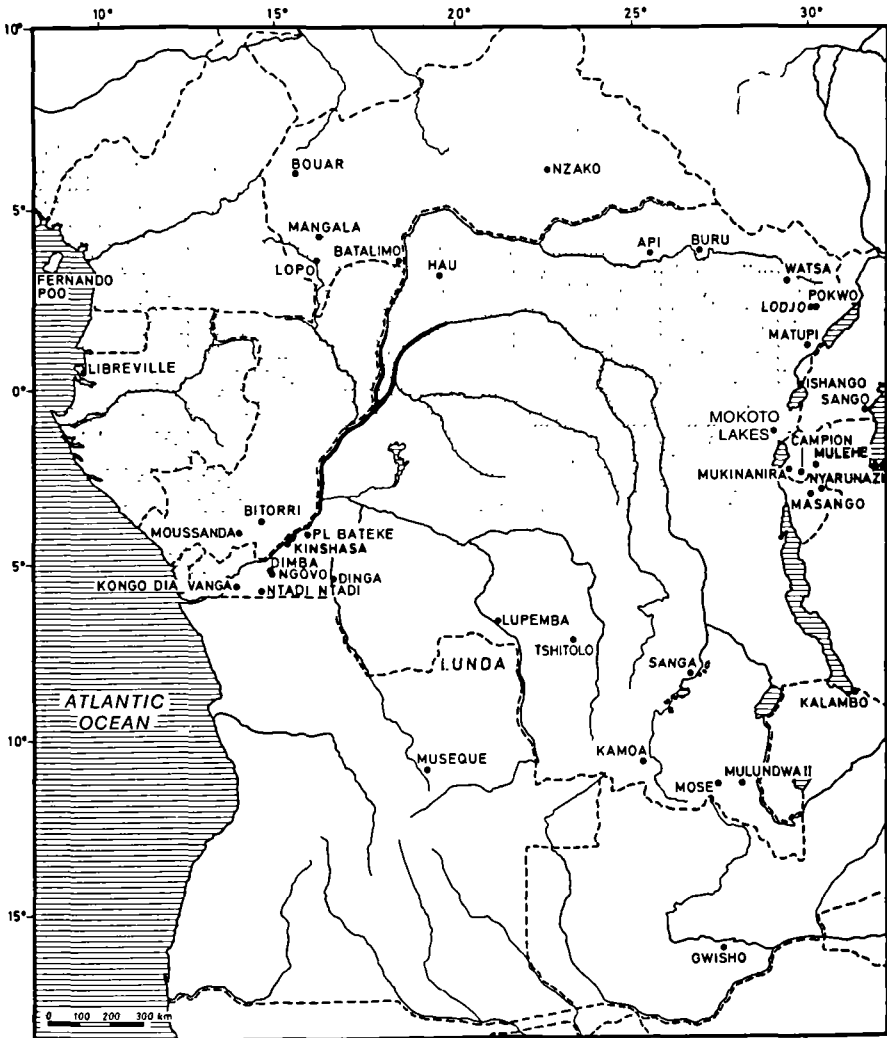 10° 15° 20° 25° 30°
10°
BOUAR
NZAKO
5°
MANGALA
BATALIMO
LOPO
HAU
API
BURU
WATSA
FERNANDO
POO
LODJO
POKWO
MATUPI
LIBREVILLE
0°
ISHANGO
SANGO
MOKOTO
LAKES
CAMPION
MULEHE
MUKINANIRA
NYARUNAZI
MASANGO
BITORRI
MOUSSANDA
PL BATEKE
KINSHASA
5°
DIMBA
NGOVO
DINGA
KONGO DIA VANGA
NTADI NTADI
LUPEMBA
TSHITOLO
LUNDA
SANGA
ATLANTIC
OCEAN
KALAMBO
10°
MUSEQUE
KAMOA
MOSE
MULUNDWA II
15°
GWISHO
0 100 200 300 km